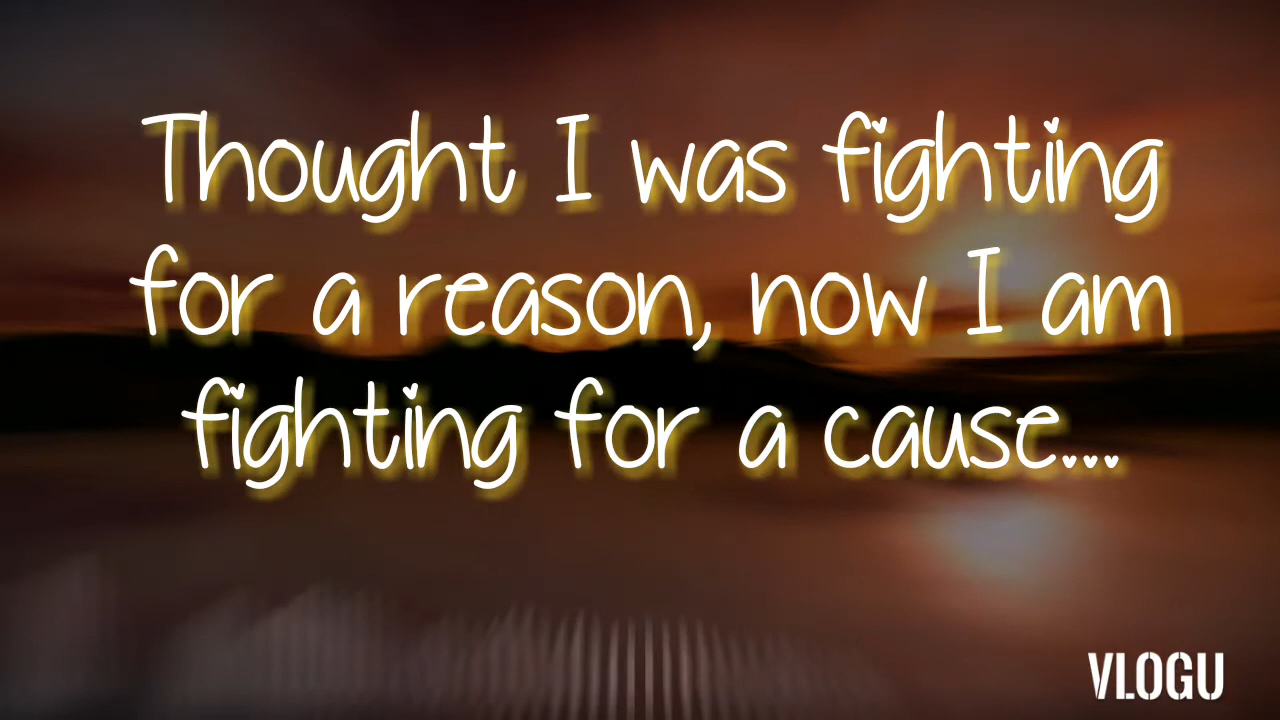 Thought I was fighting
for a reason, now I am
fighting for a cause...
VLOGU